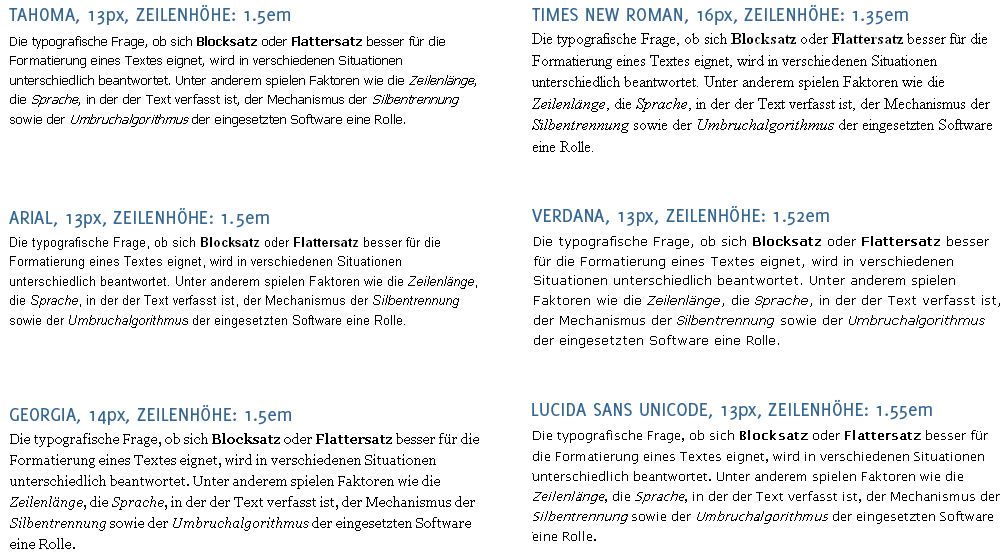 TAHOMA, 13px, ZEILENHÖHE: 1.5em
Die typografische Frage, ob sich Blocksatz oder Flattersatz besser für die
Formatierung eines Textes eignet, wird in verschiedenen Situationen
unterschiedlich beantwortet. Unter anderem spielen Faktoren wie die Zeilenlänge,
die Sprache, in der der Text verfasst ist, der Mechanismus der Silbentrennung
sowie der Umbruchalgorithmus der eingesetzten Software eine Rolle.
TIMES NEW ROMAN, 16px, ZEILENHÖHE: 1.35em
Die typografische Frage, ob sich Blocksatz oder Flattersatz besser für die
Formatierung eines Textes eignet, wird in verschiedenen Situationen
unterschiedlich beantwortet. Unter anderem spielen Faktoren wie die
Zeilenlänge, die Sprache, in der der Text verfasst ist, der Mechanismus der
Silbentrennung sowie der Umbruchalgorithmus der eingesetzten Software
eine Rolle.
ARIAL, 13px, ZEILENHÖHE: 1.5em
Die typografische Frage, ob sich Blocksatz oder Flattersatz besser für die
Formatierung eines Textes eignet, wird in verschiedenen Situationen
unterschiedlich beantwortet. Unter anderem spielen Faktoren wie die Zeilenlänge,
die Sprache, in der der Text verfasst ist, der Mechanismus der Silbentrennung
sowie der Umbruchalgorithmus der eingesetzten Software eine Rolle.
VERDANA, 13px, ZEILENHÖHE: 1.52em
Die typografische Frage, ob sich Blocksatz oder Flattersatz besser
für die Formatierung eines Textes eignet, wird in verschiedenen
Situationen unterschiedlich beantwortet. Unter anderem spielen
Faktoren wie die Zeilenlänge, die Sprache, in der der Text verfasst ist,
der Mechanismus der Silbentrennung sowie der Umbruchalgorithmus
der eingesetzten Software eine Rolle.
GEORGIA, 14px, ZEILENHÖHE: 1.5em
Die typografische Frage, ob sich Blocksatz oder Flattersatz besser für die
Formatierung eines Textes eignet, wird in verschiedenen Situationen
unterschiedlich beantwortet. Unter anderem spielen Faktoren wie die
Zeilenlänge, die Sprache, in der der Text verfasst ist, der Mechanismus der
Silbentrennung sowie der Umbruchalgorithmus der eingesetzten Software
eine Rolle.
LUCIDA SANS UNICODE, 13px, ZEILENHÖHE: 1.55em
Die typografische Frage, ob sich Blocksatz oder Flattersatz besser für
die Formatierung eines Textes eignet, wird in verschiedenen Situationen
unterschiedlich beantwortet. Unter anderem spielen Faktoren wie die
Zeilenlänge, die Sprache, in der der Text verfasst ist, der Mechanismus der
Silbentrennung sowie der Umbruchalgorithmus der eingesetzten Software
eine Rolle.